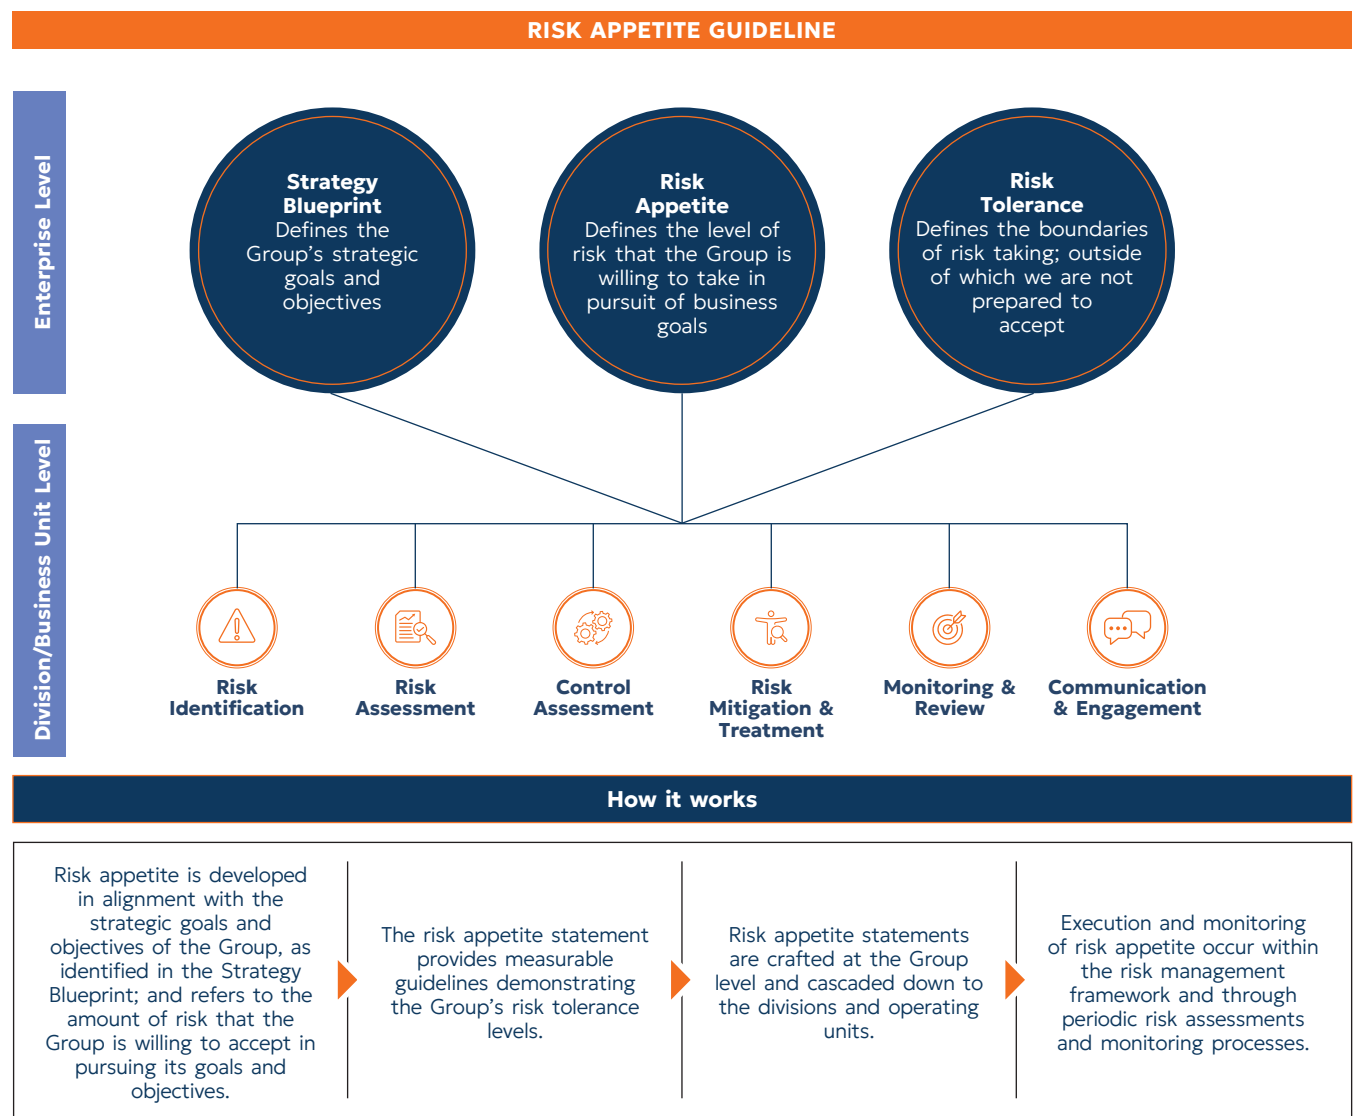 RISK APPETITE GUIDELINE
Enterprise Level
Strategy
Blueprint
Defines the
Group's strategic
goals and
objectives
Risk
Appetite
Defines the level of
risk that the Group is
willing to take in
pursuit of business
goals
Risk
Tolerance
Defines the boundaries
of risk taking; outside
of which we are not
prepared to
accept
Division/Business Unit Level
Risk
Identification
Risk
Assessment
Control
Assessment
Risk
Mitigation &
Treatment
Monitoring &
Review
Communication
& Engagement
How it works
Risk appetite is developed
in alignment with the
strategic goals and
objectives of the Group, as
identified in the Strategy
Blueprint; and refers to the
amount of risk that the
Group is willing to accept in
pursuing its goals and
objectives.
The risk appetite statement
provides measurable
guidelines demonstrating
the Group's risk tolerance
levels.
Risk appetite statements
are crafted at the Group
level and cascaded down to
the divisions and operating
units.
Execution and monitoring
of risk appetite occur within
the risk management
framework and through
periodic risk assessments
and monitoring processes.